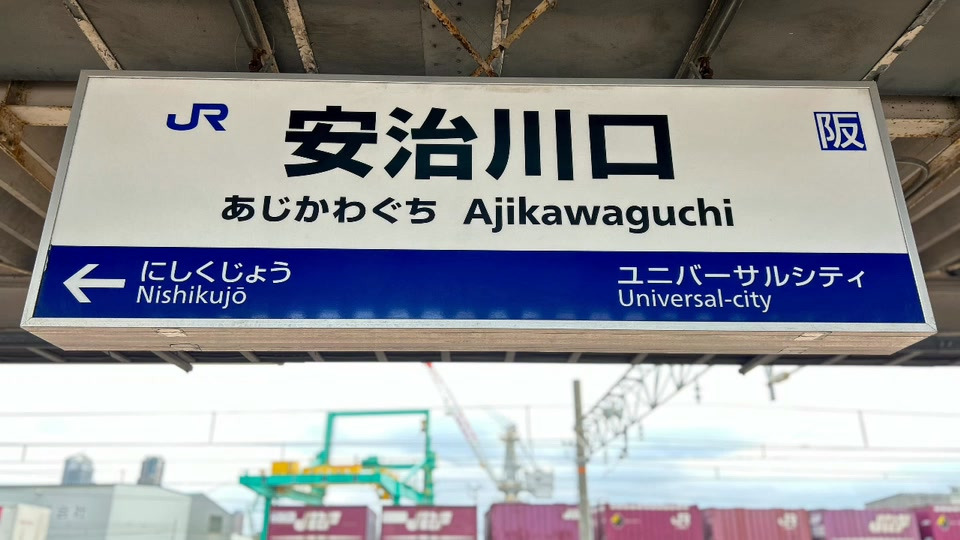 JR
安治川口
阪
あじかわぐち Ajikawaguchi
にしくじょう
Nishikujō
ユニバーサルシティ
Universal-city